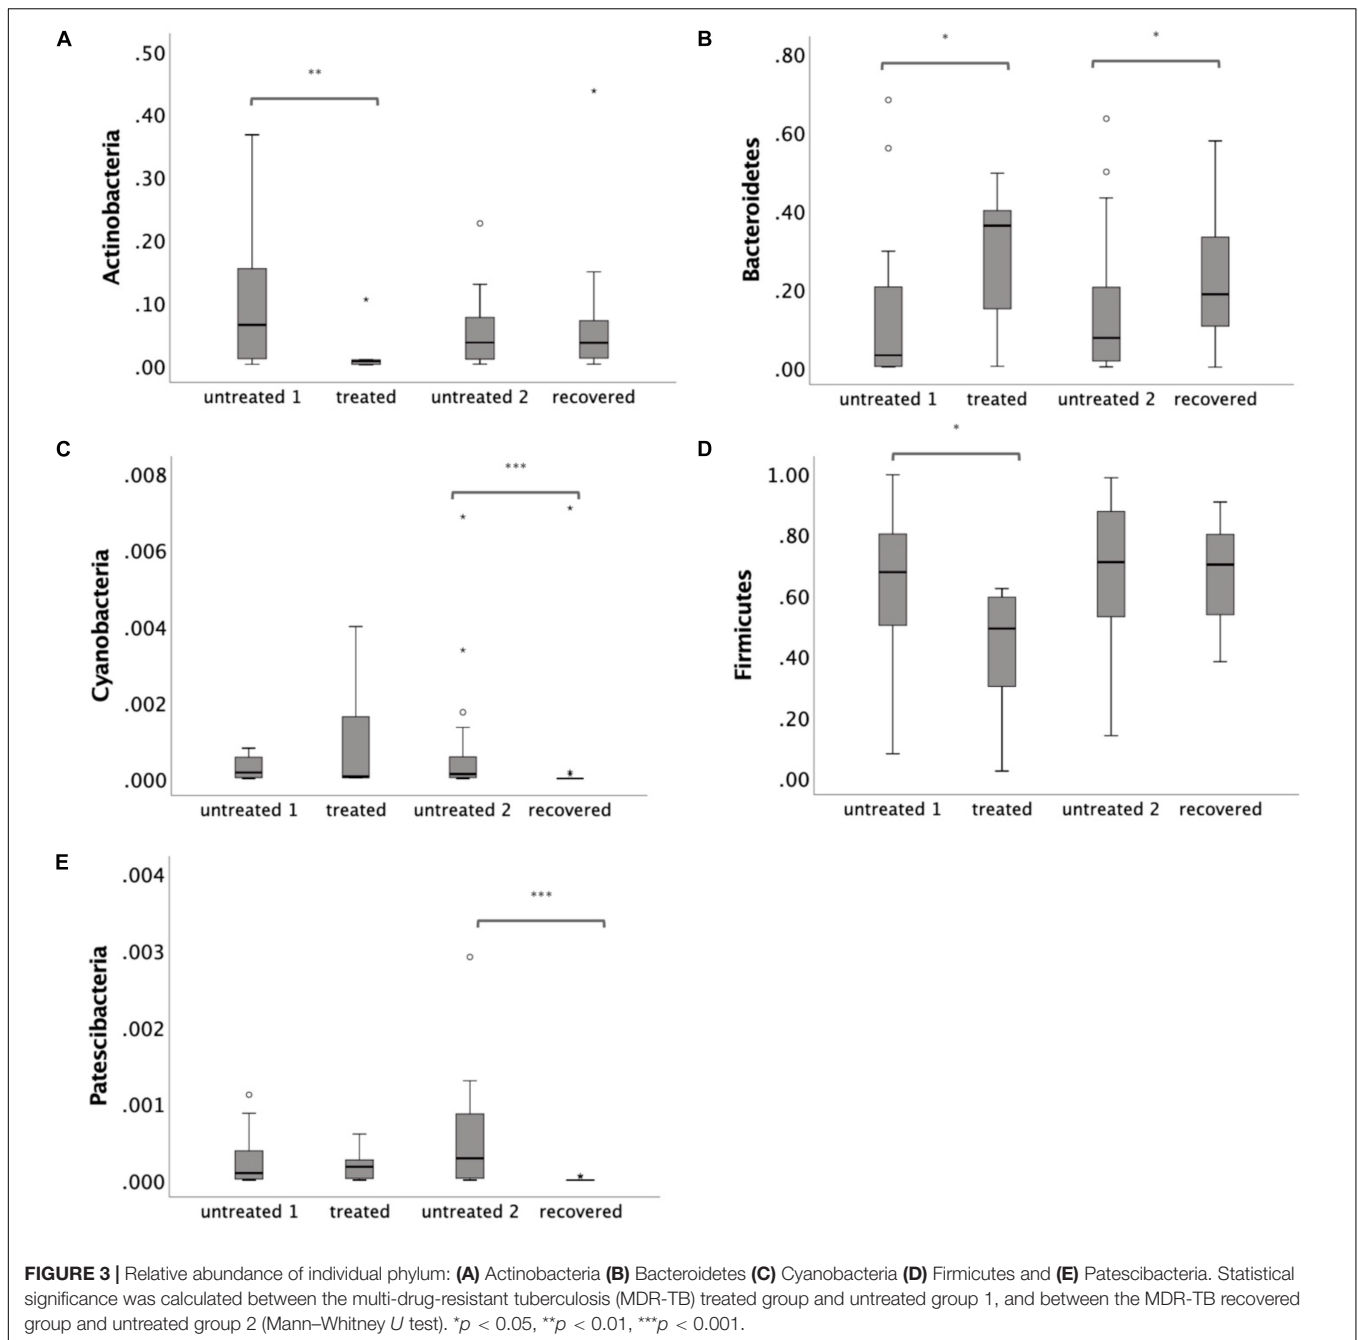 A
Actinobacteria
.50
.40
.30
.20
.10
.00
**
*
*
untreated 1 treated untreated 2 recovered
B
Bacteroidetes
.80
.60
.40
.20
.00
*
*
untreated 1 treated untreated 2 recovered
C
Cyanobacteria
.008
.006
.004
.002
.000
***
*
*
*
*
untreated 1 treated untreated 2 recovered
D
Firmicutes
1.00
.80
.60
.40
.20
.00
*
untreated 1 treated untreated 2 recovered
E
Patescibacteria
.004
.003
.002
.001
.000
***
*
untreated 1 treated untreated 2 recovered
FIGURE 3 | Relative abundance of individual phylum: (A) Actinobacteria (B) Bacteroidetes (C) Cyanobacteria (D) Firmicutes and (E) Patescibacteria. Statistical
significance was calculated between the multi-drug-resistant tuberculosis (MDR-TB) treated group and untreated group 1, and between the MDR-TB recovered
group and untreated group 2 (Mann–Whitney U test). *p < 0.05, **p < 0.01, ***p < 0.001.